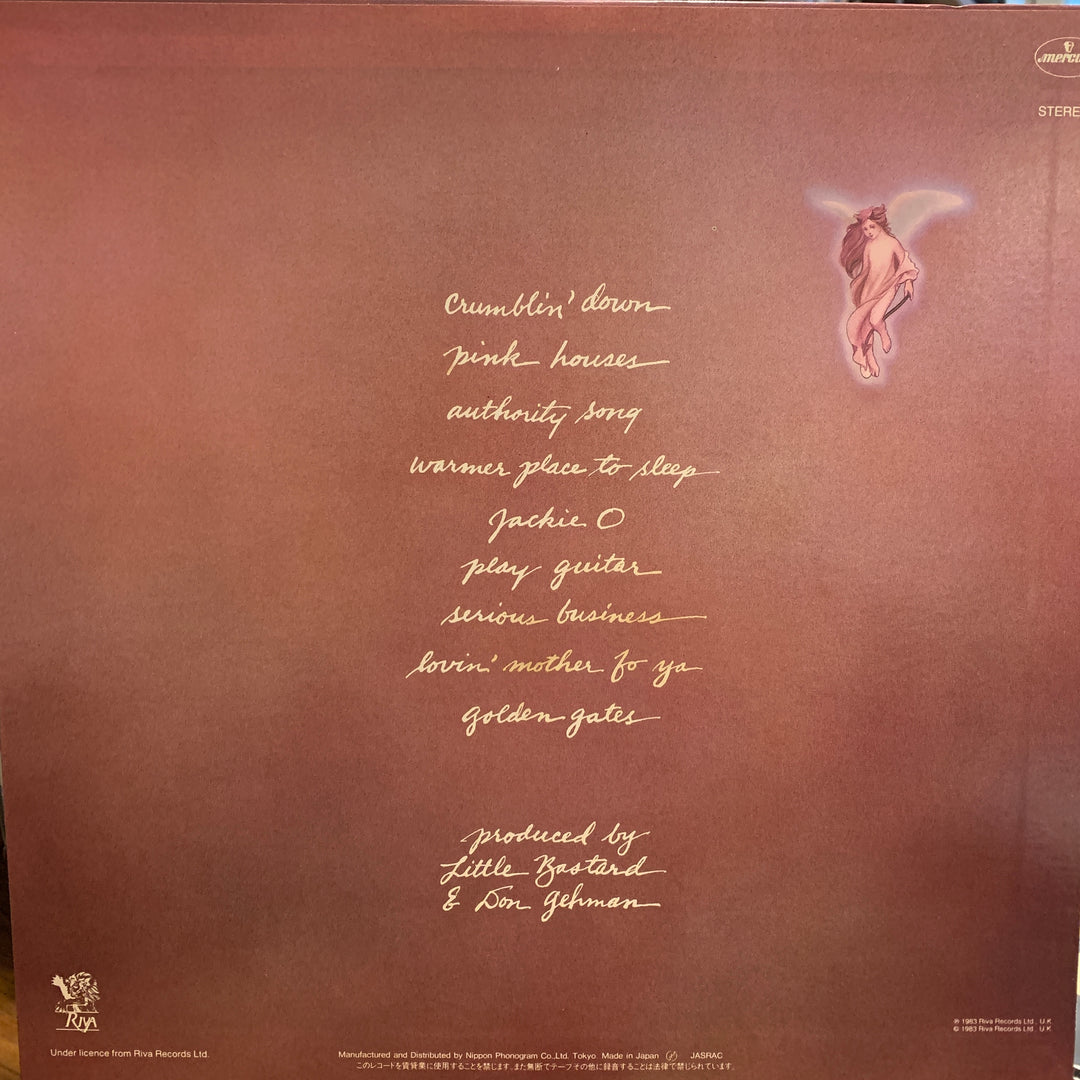 STERE
crumblin' down
pink houses
authority song
warmer place to sleep
Jackie O
play guitar
serious business
lovin' mother fo ya
golden gates
produced by
Little Bastard
& Don Gehman
RIVA
Under licence from Riva Records Ltd.
Manufactured and Distributed by Nippon Phonogram Co.,Ltd. Tokyo. Made in Japan JASRAC
このレコードを賃貸業に使用することを禁じます。また無断でテープその他に録音することは法律で禁じられています。
℗ 1983 Riva Records Ltd., U.K.
© 1983 Riva Records Ltd., U.K.